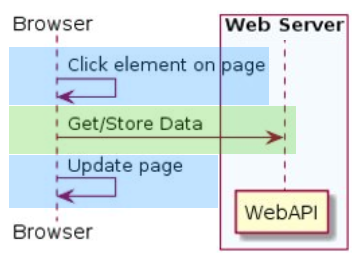 Browser
Web Server
Click element on page
Get/Store Data
Update page
WebAPI
Browser